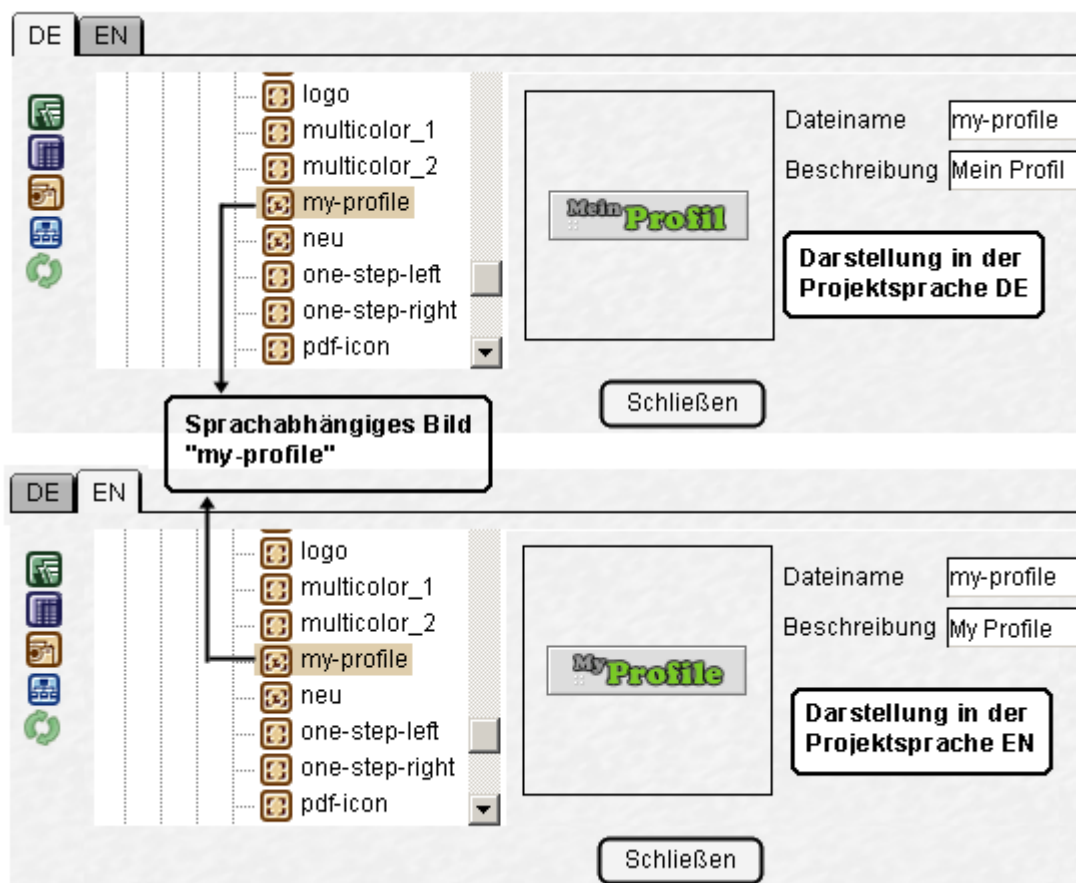 DE EN
logo
multicolor_1
multicolor_2
my-profile
neu
one-step-left
one-step-right
pdf-icon
Mein Profil
Dateiname my-profile
Beschreibung Mein Profil
Darstellung in der
Projektsprache DE
Schließen
Sprachabhängiges Bild
"my-profile"
DE EN
logo
multicolor_1
multicolor_2
my-profile
neu
one-step-left
one-step-right
pdf-icon
My Profile
Dateiname my-profile
Beschreibung My Profile
Darstellung in der
Projektsprache EN
Schließen